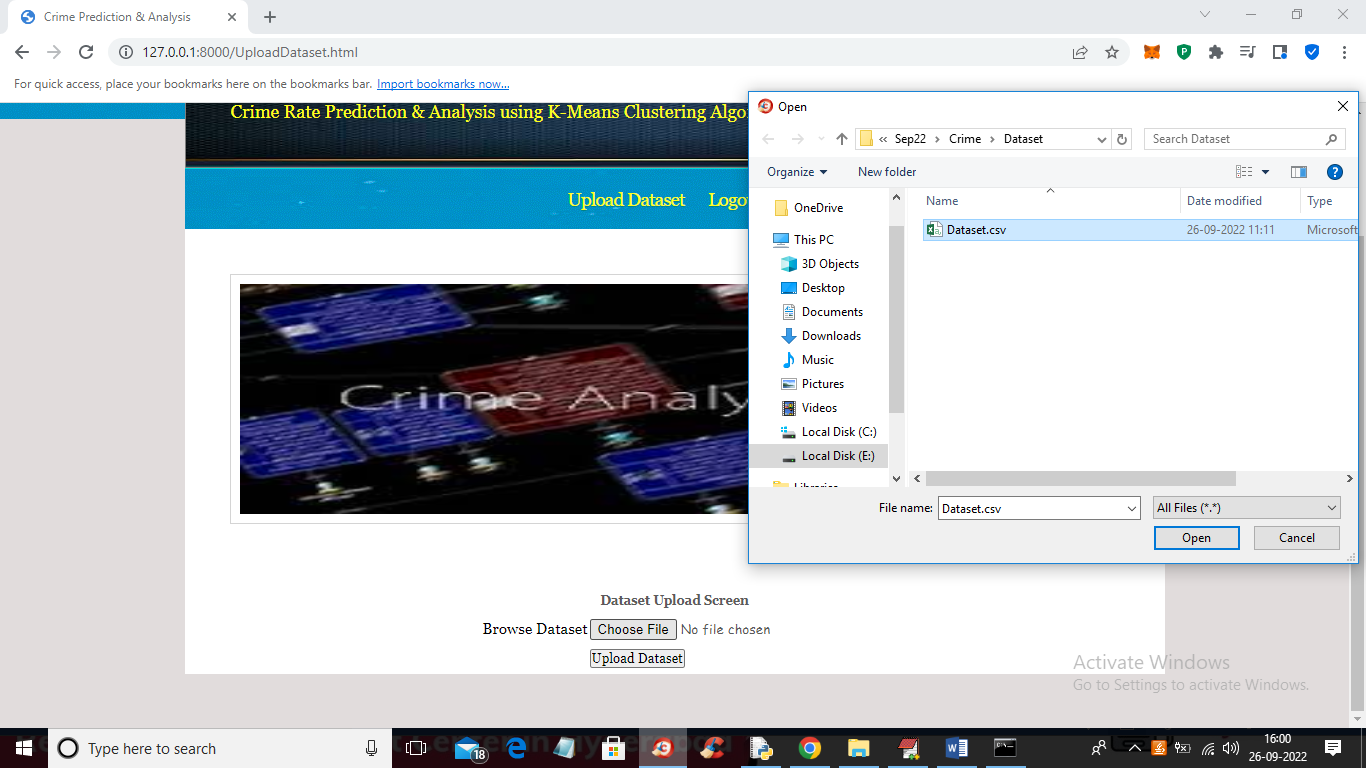 Crime Prediction & Analysis
127.0.0.1:8000/UploadDataset.html
For quick access, place your bookmarks here on the bookmarks bar. Import bookmarks now...
Crime Rate Prediction & Analysis using K-Means Clustering Algo
Upload Dataset Logo
Crime Analy
Dataset Upload Screen
Browse Dataset Choose File No file chosen
Upload Dataset
Open
« Sep22 › Crime › Dataset
Search Dataset
Organize New folder
Name Date modified Type
Dataset.csv 26-09-2022 11:11 Microsoft
OneDrive
This PC
3D Objects
Desktop
Documents
Downloads
Music
Pictures
Videos
Local Disk (C:)
Local Disk (E:)
Libraries
File name: Dataset.csv All Files (*.*)
Open Cancel
Activate Windows
Go to Settings to activate Windows.
Type here to search
18
16:00
26-09-2022